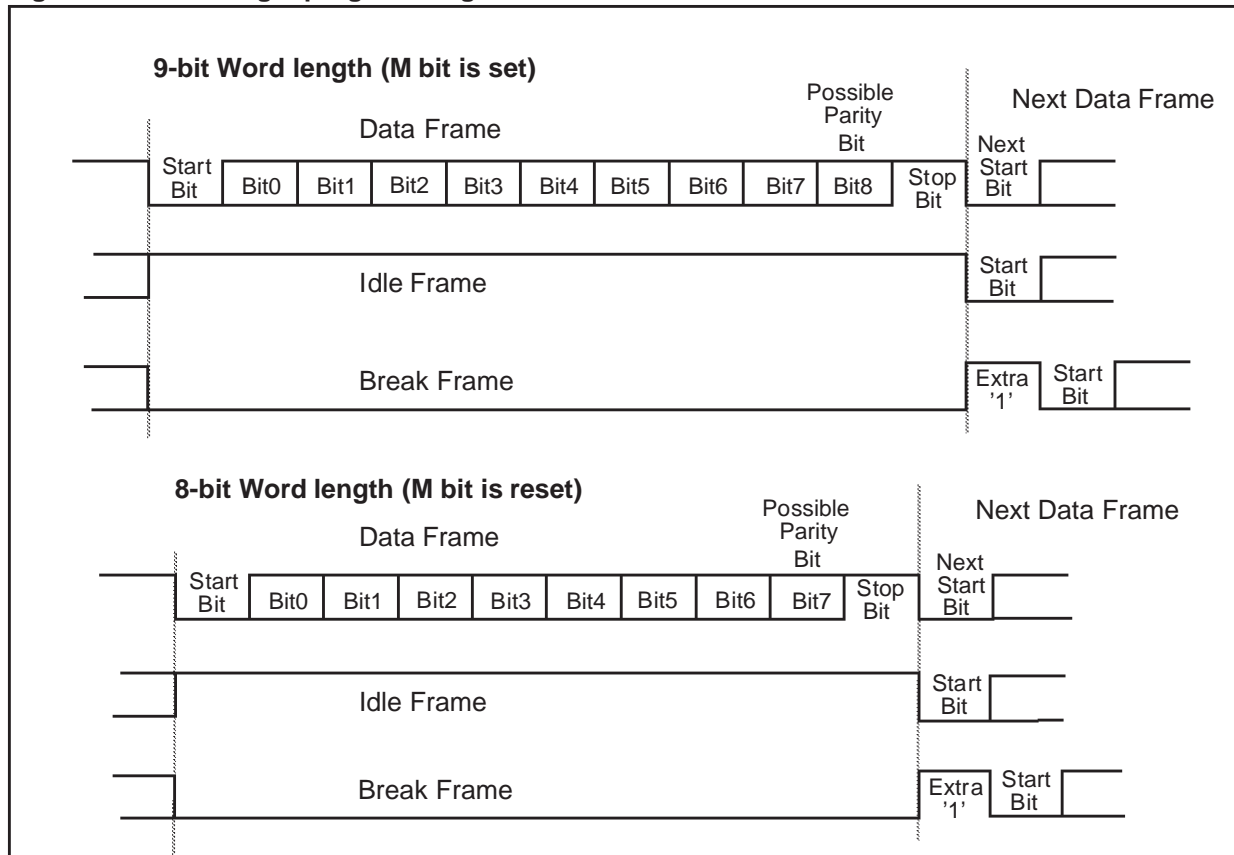 9-bit Word length (M bit is set)
Possible
Parity
Bit
Next Data Frame
Data Frame
Start
Bit
Bit0 Bit1 Bit2 Bit3 Bit4 Bit5 Bit6 Bit7 Bit8
Stop
Bit
Next
Start
Bit
Idle Frame
Start
Bit
Break Frame
Extra
'1'
Start
Bit
8-bit Word length (M bit is reset)
Possible
Parity
Bit
Next Data Frame
Data Frame
Start
Bit
Bit0 Bit1 Bit2 Bit3 Bit4 Bit5 Bit6 Bit7
Stop
Bit
Next
Start
Bit
Idle Frame
Start
Bit
Break Frame
Extra
'1'
Start
Bit